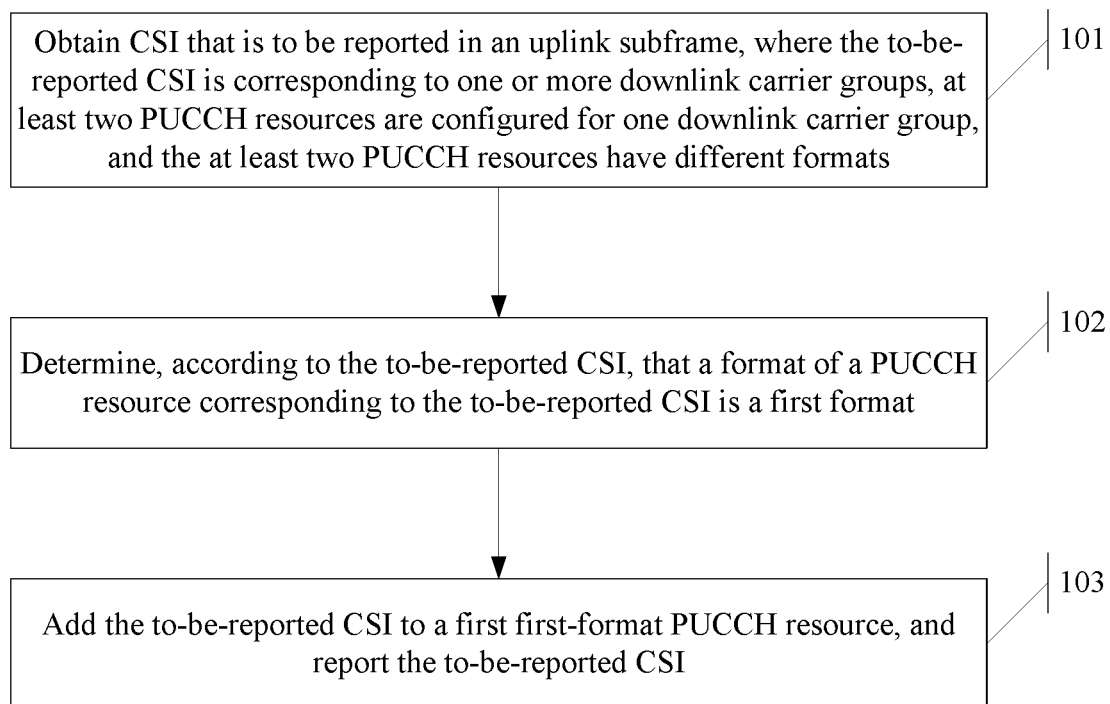 Obtain CSI that is to be reported in an uplink subframe, where the to-be-
reported CSI is corresponding to one or more downlink carrier groups, at
least two PUCCH resources are configured for one downlink carrier group,
and the at least two PUCCH resources have different formats
101
Determine, according to the to-be-reported CSI, that a format of a PUCCH
resource corresponding to the to-be-reported CSI is a first format
102
Add the to-be-reported CSI to a first first-format PUCCH resource, and
report the to-be-reported CSI
103